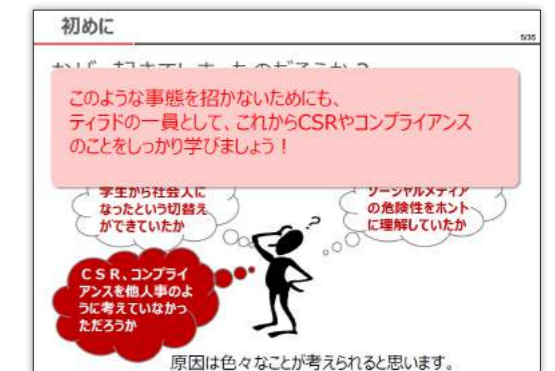 初めに
5/35
このような事態を招かないためにも、
ティラドの一員として、これからCSRやコンプライアンス
のことをしっかり学びましょう！
学生から社会人に
なったという切替え
ができていたか
ソーシャルメディア
の危険性をホント
に理解していたか
ＣＳＲ、コンプライ
アンスを他人事のよ
うに考えていなかっ
ただろうか
原因は色々なことが考えられると思います。